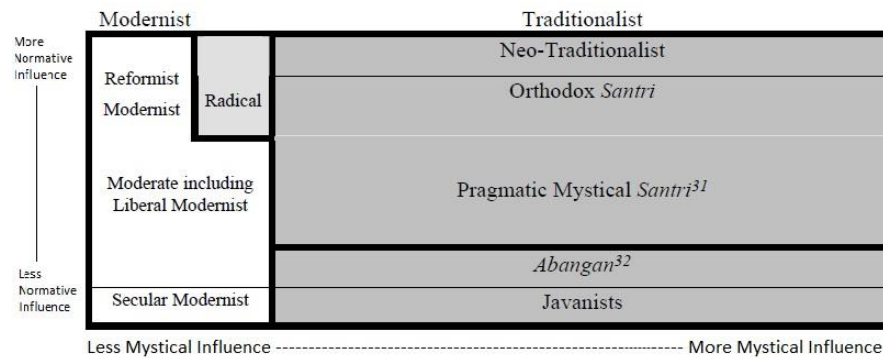 Modernist
Traditionalist
More
Normative
Influence
Less
Normative
Influence
Reformist
Modernist
Radical
Moderate including
Liberal Modernist
Secular Modernist
Neo-Traditionalist
Orthodox Santri
Pragmatic Mystical Santri31
Abangan32
Javanists
Less Mystical Influence ------------------------------------------------------------ More Mystical Influence